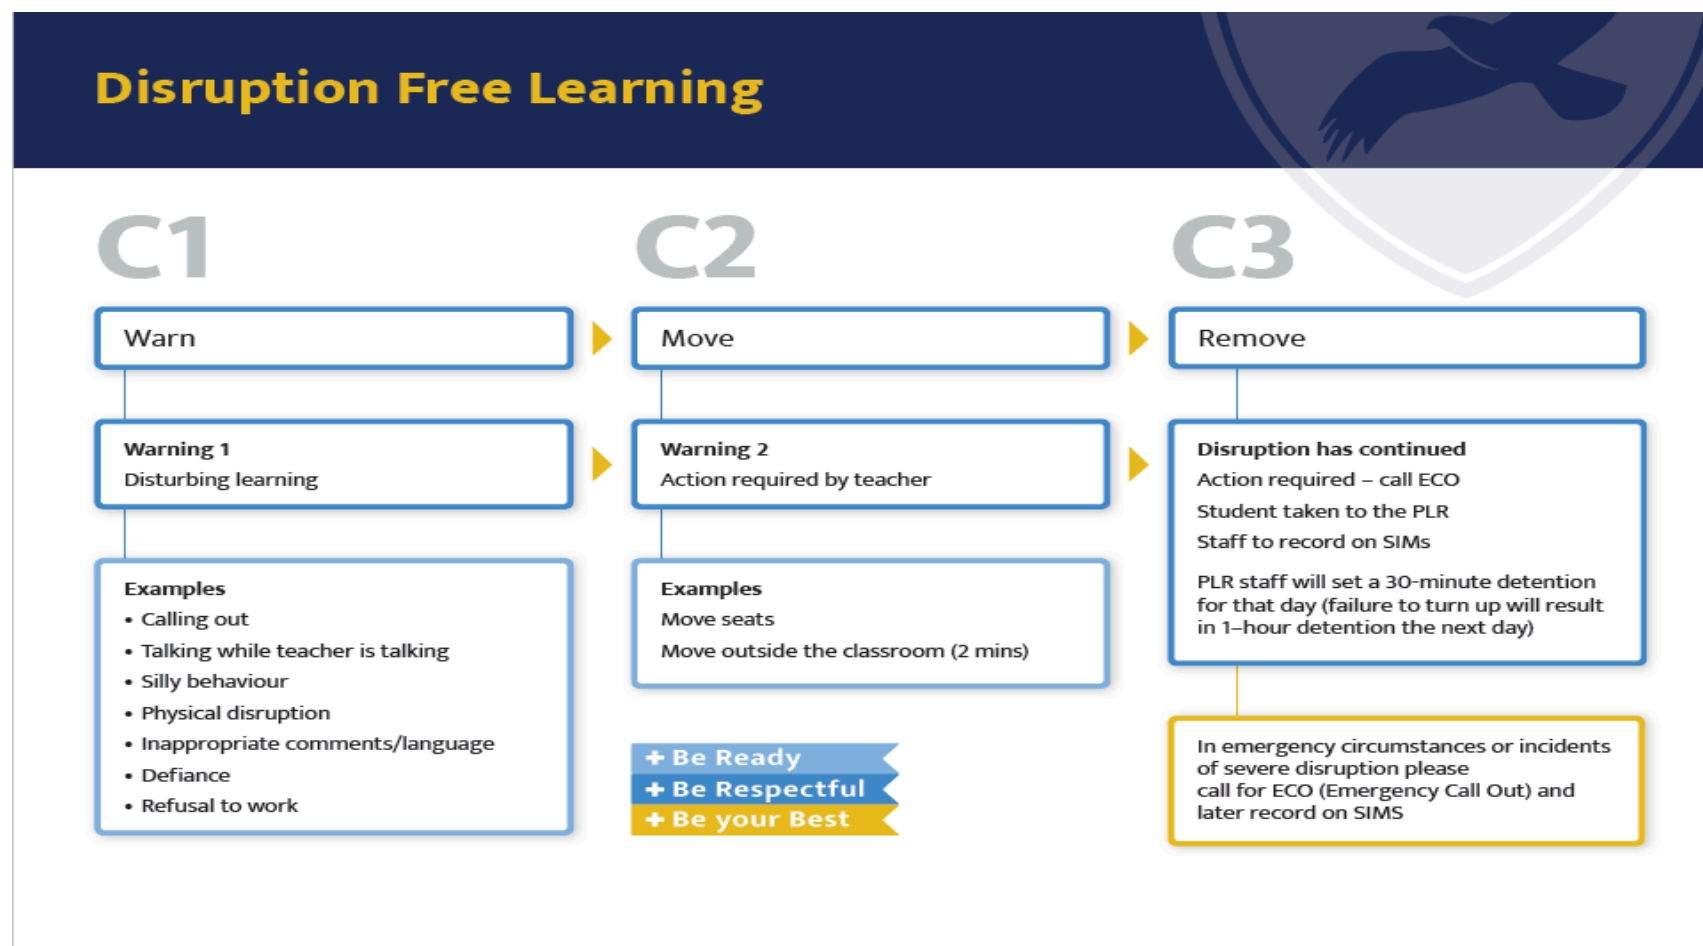 Disruption Free Learning
C1
Warn
Warning 1
Disturbing learning
Examples
• Calling out
• Talking while teacher is talking
• Silly behaviour
• Physical disruption
• Inappropriate comments/language
• Defiance
• Refusal to work
C2
Move
Warning 2
Action required by teacher
Examples
Move seats
Move outside the classroom (2 mins)
+ Be Ready
+ Be Respectful
+ Be your Best
C3
Remove
Disruption has continued
Action required – call ECO
Student taken to the PLR
Staff to record on SIMs
PLR staff will set a 30-minute detention
for that day (failure to turn up will result
in 1–hour detention the next day)
In emergency circumstances or incidents
of severe disruption please
call for ECO (Emergency Call Out) and
later record on SIMS